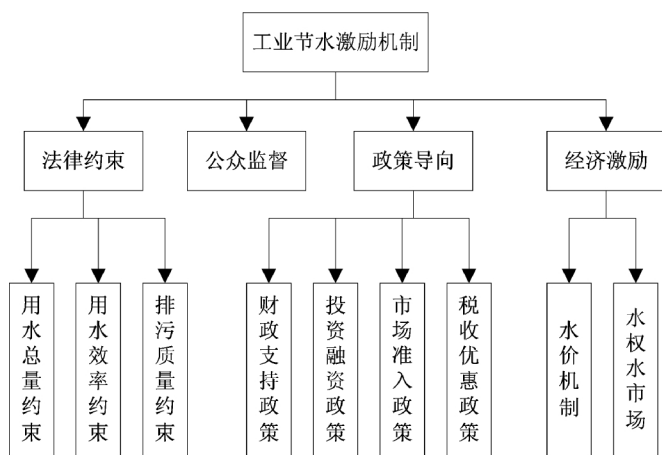 工业节水激励机制
法律约束
公众监督
政策导向
经济激励
用水总量约束
用水效率约束
排污质量约束
财政支持政策
投资融资政策
市场准入政策
税收优惠政策
水价机制
水权水市场